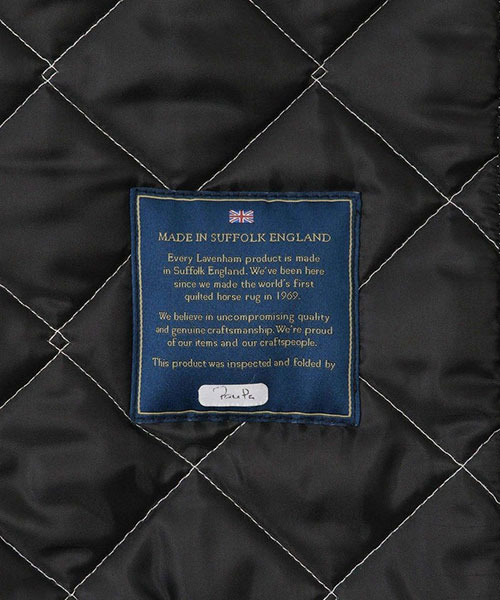 MADE IN SUFFOLK ENGLAND
Every Lavenham product is made
in Suffolk England. We've been here
since we made the world's first
quilted horse rug in 1969.
We believe in uncompromising quality
and genuine craftsmanship. We're proud
of our items and our craftspeople.
This product was inspected and folded by